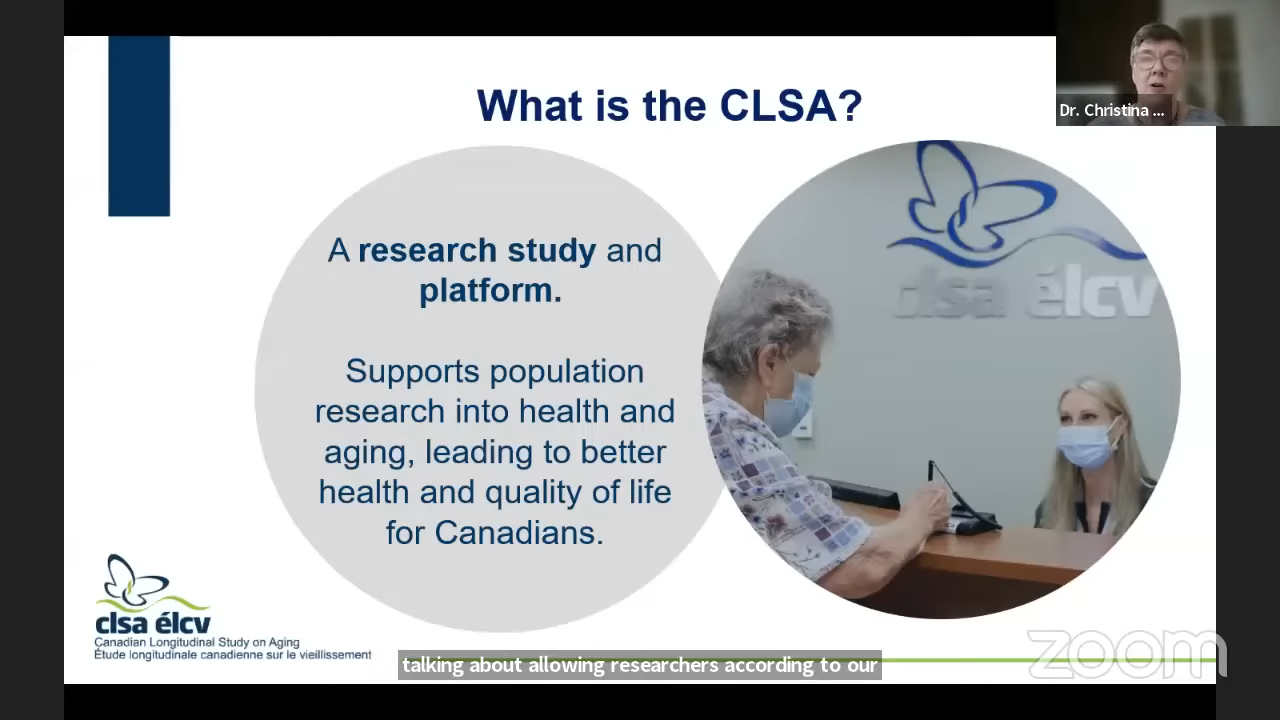 What is the CLSA?
Dr. Christina ...
A research study and
platform.
Supports population
research into health and
aging, leading to better
health and quality of life
for Canadians.
clsa élcv
clsa élcv
Canadian Longitudinal Study on Aging
Étude longitudinale canadienne sur le vieillissement
talking about allowing researchers according to our
zoom